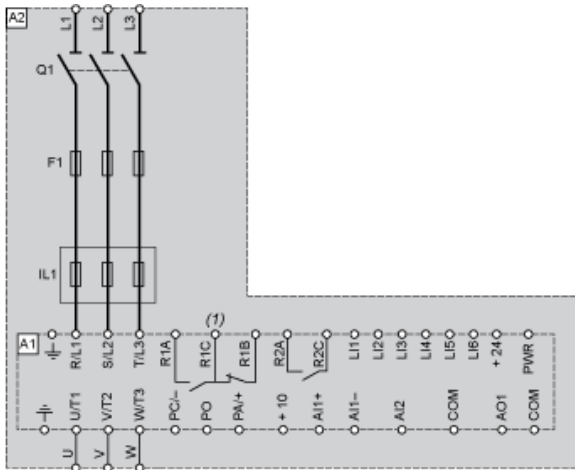 A2
L1 L2 L3
Q1
F1
IL1
(1)
A1
R/L1 S/L2 T/L3 R1A R1C R1B R2A R2C LI1 LI2 LI3 LI4 LI5 LI6 + 24 PWR
U/T1 V/T2 W/T3 PC/– PO PA/+ + 10 AI1+ AI1– AI2 COM AO1 COM
U V W